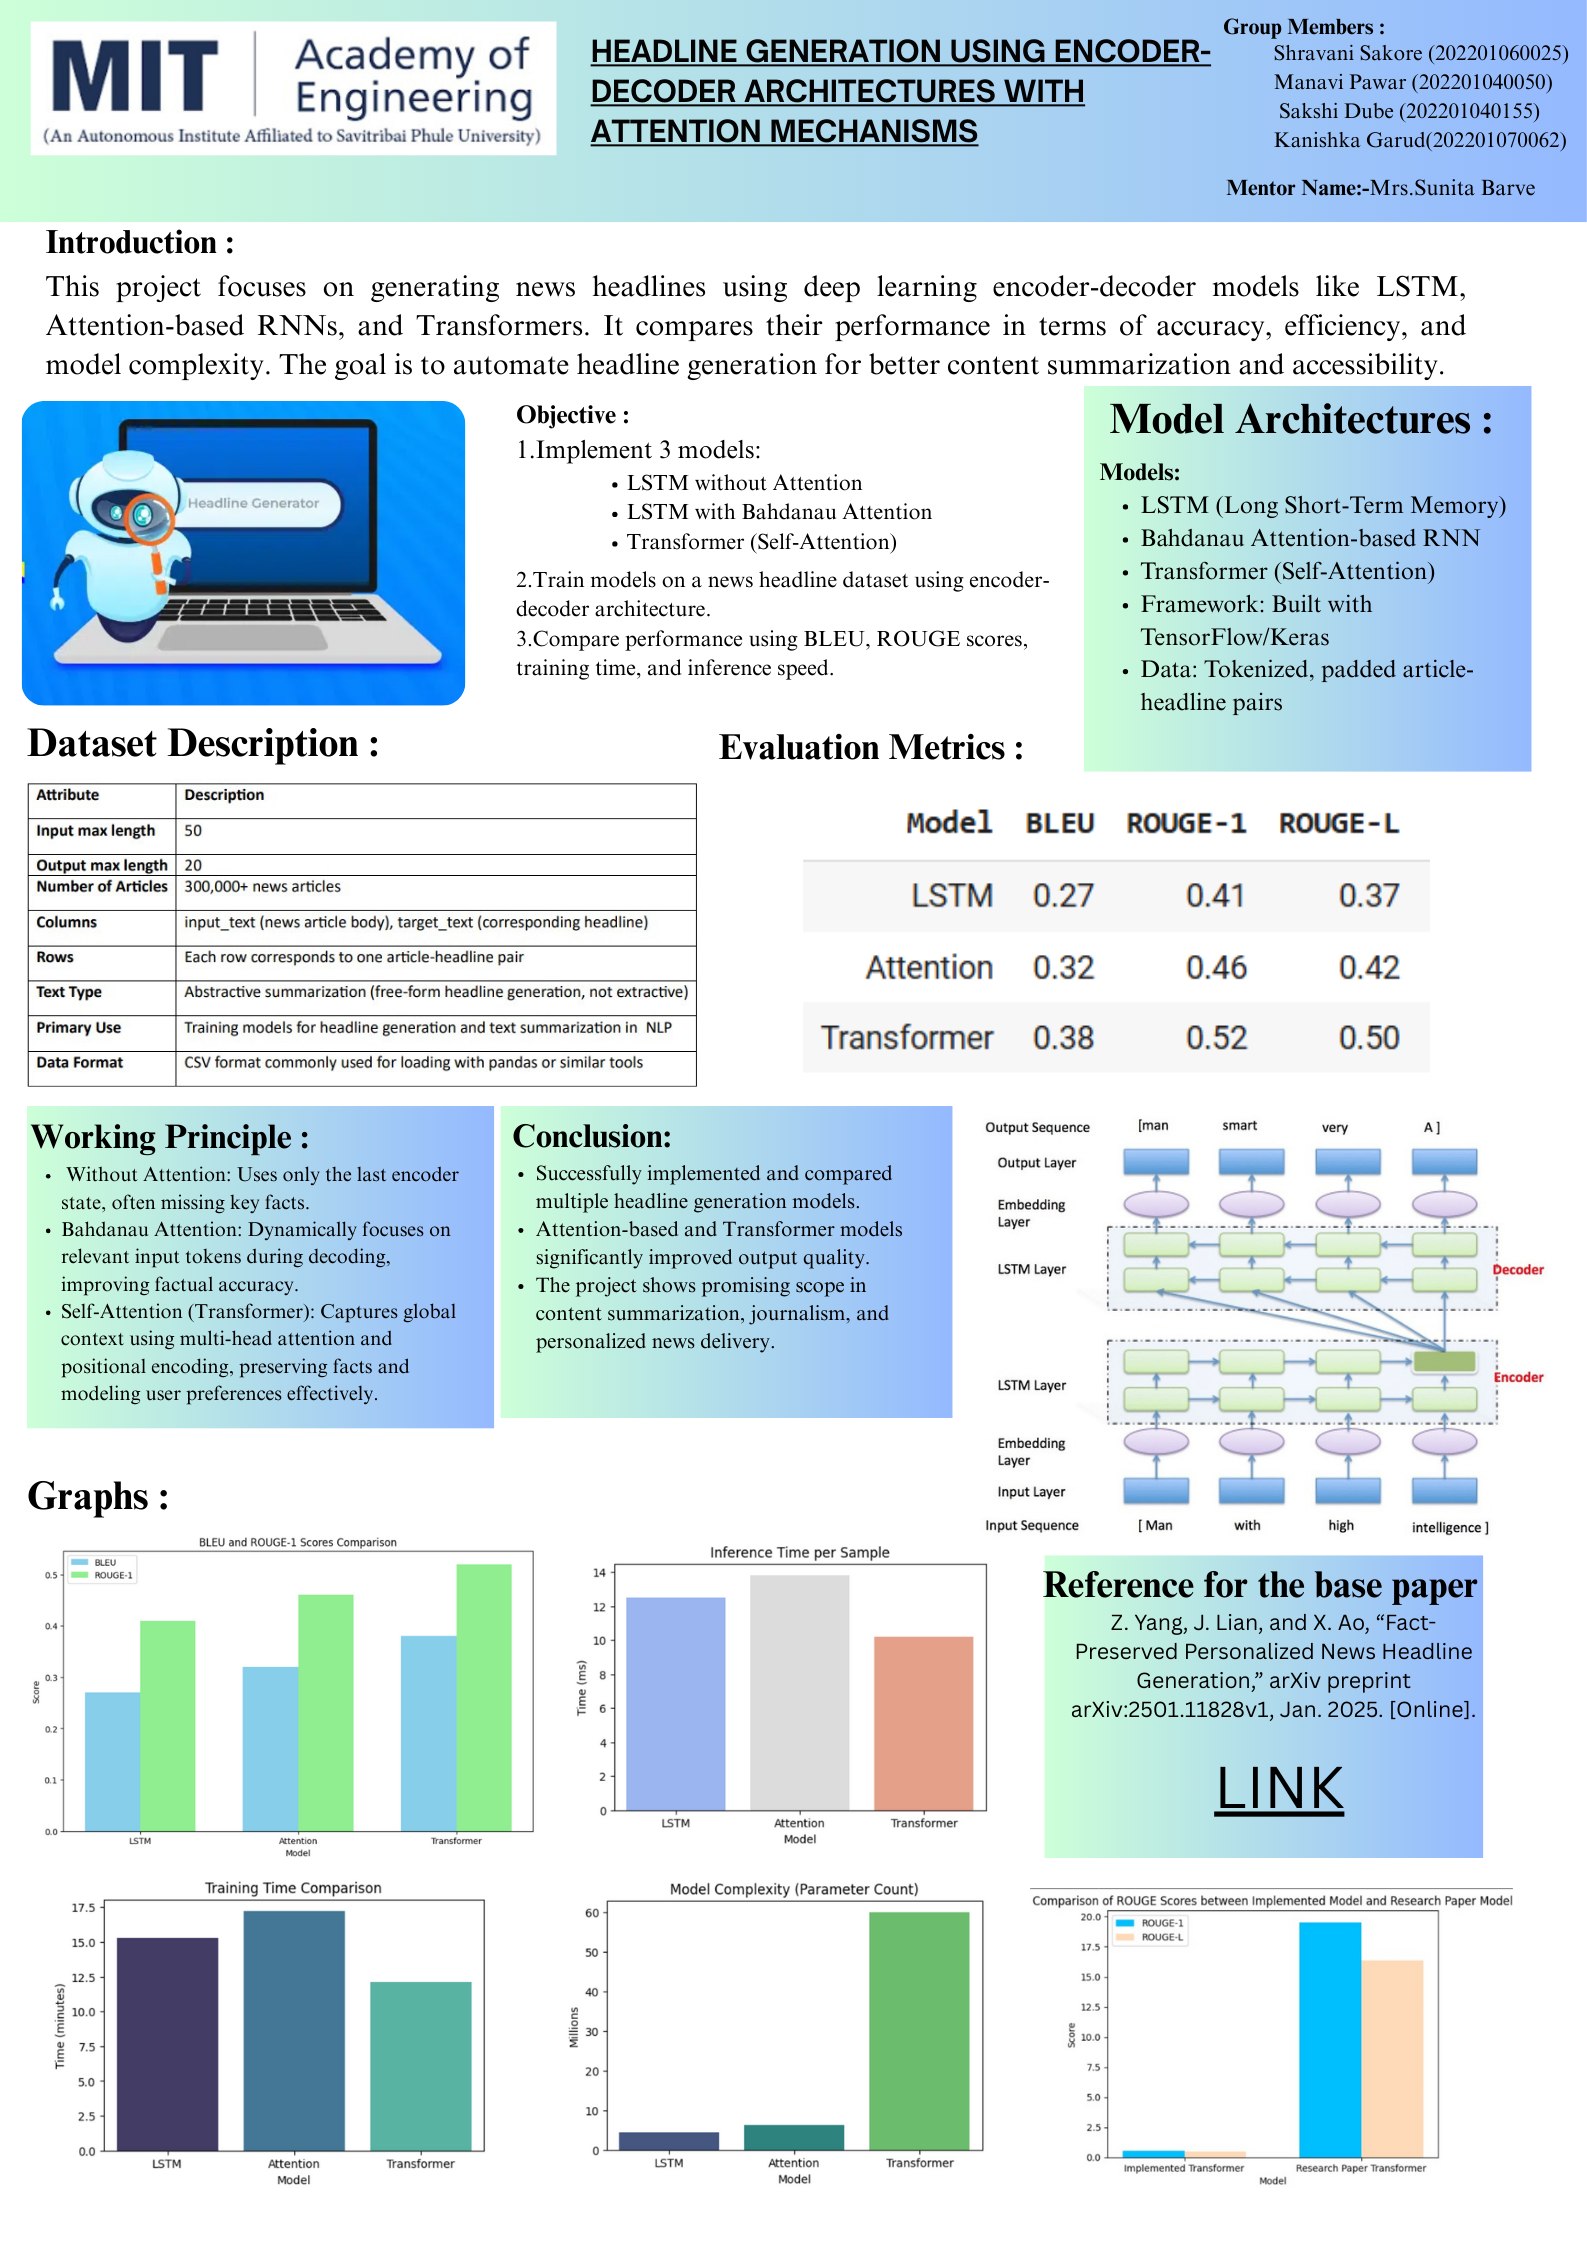 MIT
Academy of
Engineering
(An Autonomous Institute Affiliated to Savitribai Phule University)
HEADLINE GENERATION USING ENCODER-
DECODER ARCHITECTURES WITH
ATTENTION MECHANISMS
Group Members :
Shravani Sakore (202201060025)
Manavi Pawar (202201040050)
Sakshi Dube (202201040155)
Kanishka Garud(202201070062)
Mentor Name:-Mrs.Sunita Barve
Introduction :
This project focuses on generating news headlines using deep learning encoder-decoder models like LSTM,
Attention-based RNNs, and Transformers. It compares their performance in terms of accuracy, efficiency, and
model complexity. The goal is to automate headline generation for better content summarization and accessibility.
Headline Generator
Objective :
1.Implement 3 models:
• LSTM without Attention
• LSTM with Bahdanau Attention
• Transformer (Self-Attention)
2.Train models on a news headline dataset using encoder-
decoder architecture.
3.Compare performance using BLEU, ROUGE scores,
training time, and inference speed.
Model Architectures :
Models:
• LSTM (Long Short-Term Memory)
• Bahdanau Attention-based RNN
• Transformer (Self-Attention)
• Framework: Built with
TensorFlow/Keras
• Data: Tokenized, padded article-
headline pairs
Dataset Description :
Attribute Description
Input max length 50
Output max length 20
Number of Articles 300,000+ news articles
Columns input_text (news article body), target_text (corresponding headline)
Rows Each row corresponds to one article-headline pair
Text Type Abstractive summarization (free-form headline generation, not extractive)
Primary Use Training models for headline generation and text summarization in NLP
Data Format CSV format commonly used for loading with pandas or similar tools
Evaluation Metrics :
Model BLEU ROUGE-1 ROUGE-L
LSTM 0.27 0.41 0.37
Attention 0.32 0.46 0.42
Transformer 0.38 0.52 0.50
Working Principle :
• Without Attention: Uses only the last encoder
state, often missing key facts.
• Bahdanau Attention: Dynamically focuses on
relevant input tokens during decoding,
improving factual accuracy.
• Self-Attention (Transformer): Captures global
context using multi-head attention and
positional encoding, preserving facts and
modeling user preferences effectively.
Conclusion:
• Successfully implemented and compared
multiple headline generation models.
• Attention-based and Transformer models
significantly improved output quality.
• The project shows promising scope in
content summarization, journalism, and
personalized news delivery.
Output Sequence [man smart very A ]
Output Layer
Embedding
Layer
LSTM Layer
Decoder
LSTM Layer
Encoder
Embedding
Layer
Input Layer
Input Sequence [ Man with high intelligence ]
Graphs :
BLEU and ROUGE-1 Scores Comparison
BLEU
ROUGE-1
0.5
0.4
0.3
0.2
0.1
0.0
Score
LSTM Attention Transformer
Model
Inference Time per Sample
14
12
10
8
6
4
2
0
Time (ms)
LSTM Attention Transformer
Model
Reference for the base paper
Z. Yang, J. Lian, and X. Ao, “Fact-
Preserved Personalized News Headline
Generation,” arXiv preprint
arXiv:2501.11828v1, Jan. 2025. [Online].
LINK
Training Time Comparison
17.5
15.0
12.5
10.0
7.5
5.0
2.5
0.0
Time (minutes)
LSTM Attention Transformer
Model
Model Complexity (Parameter Count)
60
50
40
30
20
10
0
Millions
LSTM Attention Transformer
Model
Comparison of ROUGE Scores between Implemented Model and Research Paper Model
ROUGE-1
ROUGE-L
20.0
17.5
15.0
12.5
10.0
7.5
5.0
2.5
0.0
Score
Implemented Transformer Research Paper Transformer
Model